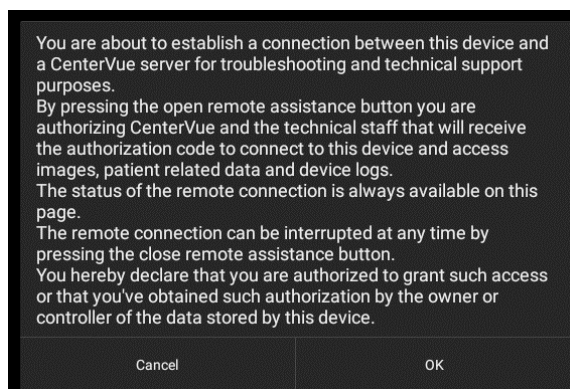 You are about to establish a connection between this device and
a CenterVue server for troubleshooting and technical support
purposes.
By pressing the open remote assistance button you are
authorizing CenterVue and the technical staff that will receive
the authorization code to connect to this device and access
images, patient related data and device logs.
The status of the remote connection is always available on this
page.
The remote connection can be interrupted at any time by
pressing the close remote assistance button.
You hereby declare that you are authorized to grant such access
or that you've obtained such authorization by the owner or
controller of the data stored by this device.
Cancel
OK